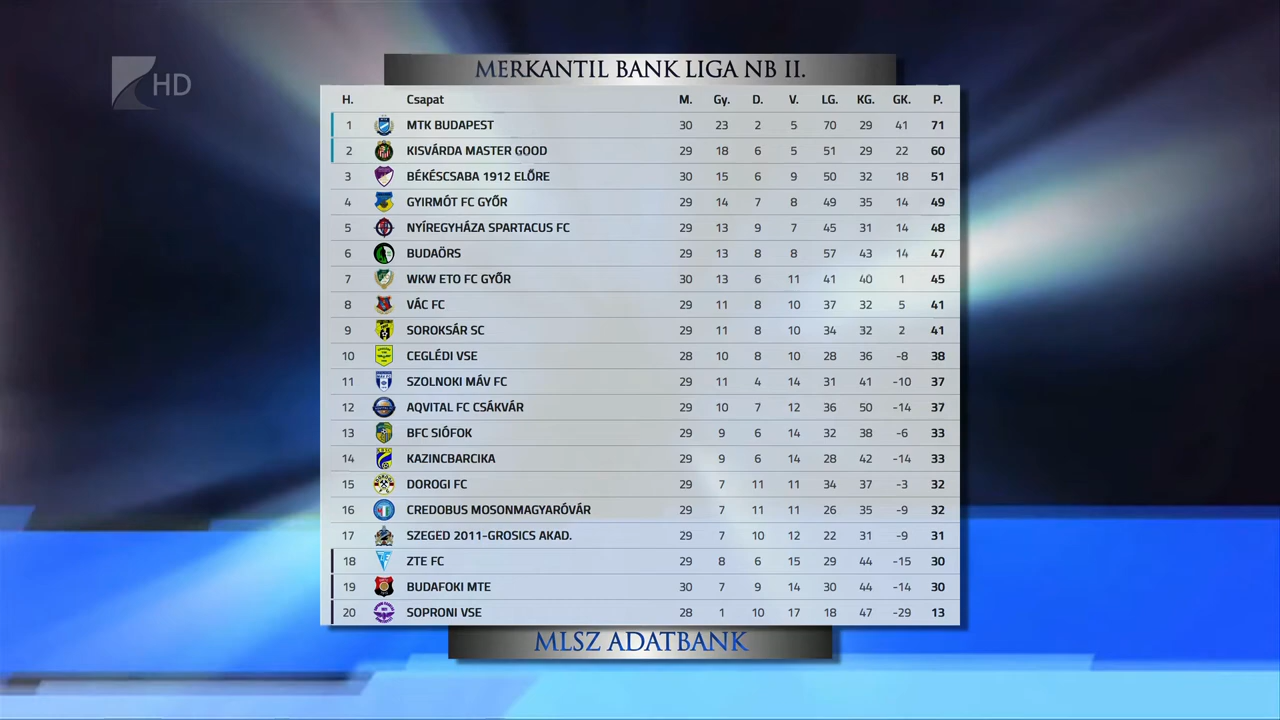 HD
MERKANTIL BANK LIGA NB II.
H. Csapat M. Gy. D. V. LG. KG. GK. P.
1 MTK BUDAPEST 30 23 2 5 70 29 41 71
2 KISVÁRDA MASTER GOOD 29 18 6 5 51 29 22 60
3 BÉKÉSCSABA 1912 ELŐRE 30 15 6 9 50 32 18 51
4 GYIRMÓT FC GYŐR 29 14 7 8 49 35 14 49
5 NYÍREGYHÁZA SPARTACUS FC 29 13 9 7 45 31 14 48
6 BUDAÖRS 29 13 8 8 57 43 14 47
7 WKW ETO FC GYŐR 30 13 6 11 41 40 1 45
8 VÁC FC 29 11 8 10 37 32 5 41
9 SOROKSÁR SC 29 11 8 10 34 32 2 41
10 CEGLÉDI VSE 28 10 8 10 28 36 -8 38
11 SZOLNOKI MÁV FC 29 11 4 14 31 41 -10 37
12 AQVITAL FC CSÁKVÁR 29 10 7 12 36 50 -14 37
13 BFC SIÓFOK 29 9 6 14 32 38 -6 33
14 KAZINCBARCIKA 29 9 6 14 28 42 -14 33
15 DOROGI FC 29 7 11 11 34 37 -3 32
16 CREDOBUS MOSONMAGYARÓVÁR 29 7 11 11 26 35 -9 32
17 SZEGED 2011-GROSICS AKAD. 29 7 10 12 22 31 -9 31
18 ZTE FC 29 8 6 15 29 44 -15 30
19 BUDAFOKI MTE 30 7 9 14 30 44 -14 30
20 SOPRONI VSE 28 1 10 17 18 47 -29 13
MLSZ ADATBANK